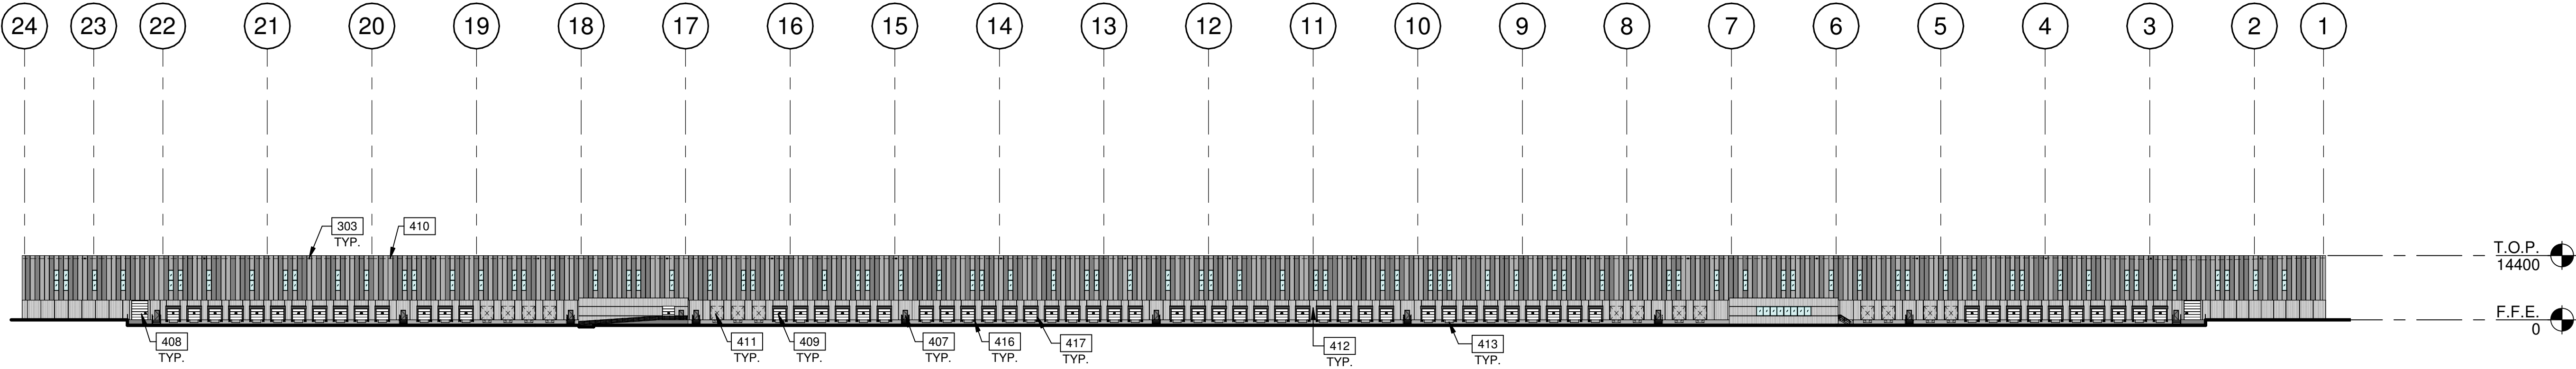 24 23 22 21 20 19 18 17 16 15 14 13 12 11 10 9 8 7 6 5 4 3 2 1
303 410
TYP.
T.O.P.
14400
F.F.E.
0
408 411 409 407 416 417 412 413
TYP. TYP. TYP. TYP. TYP. TYP. TYP. TYP.